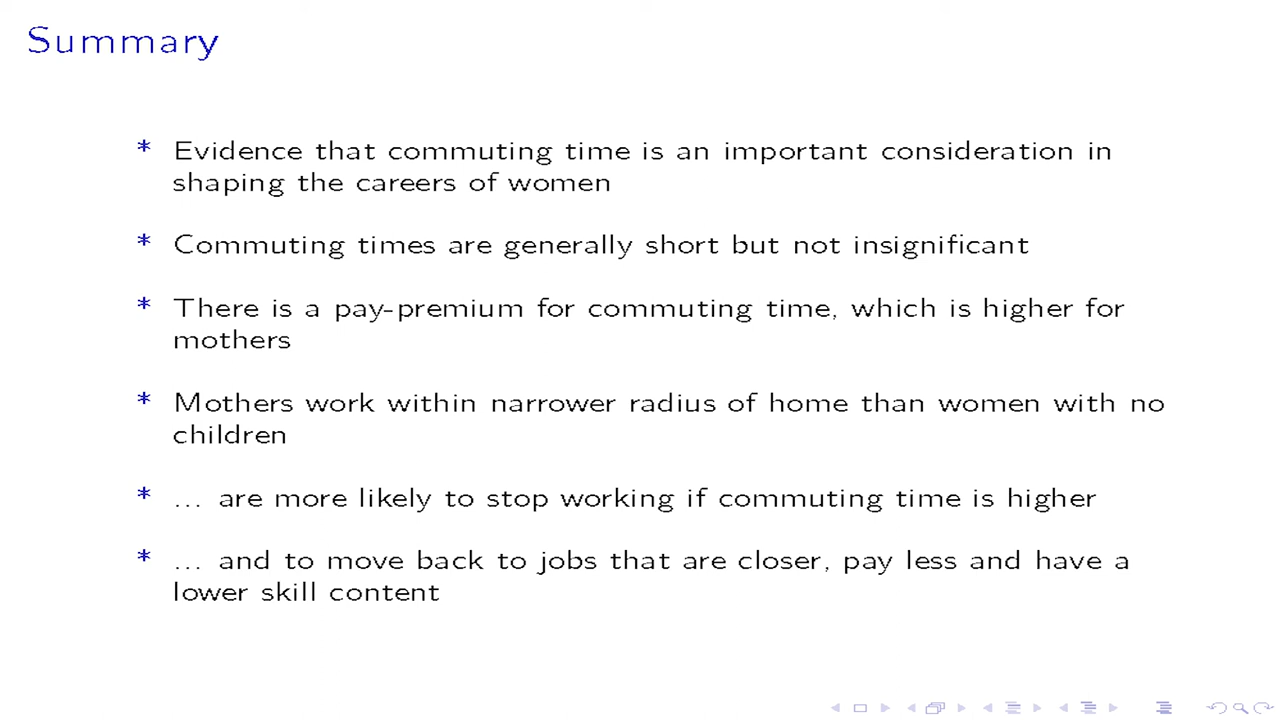 Summary
* Evidence that commuting time is an important consideration in
shaping the careers of women
* Commuting times are generally short but not insignificant
* There is a pay-premium for commuting time, which is higher for
mothers
* Mothers work within narrower radius of home than women with no
children
* ... are more likely to stop working if commuting time is higher
* ... and to move back to jobs that are closer, pay less and have a
lower skill content